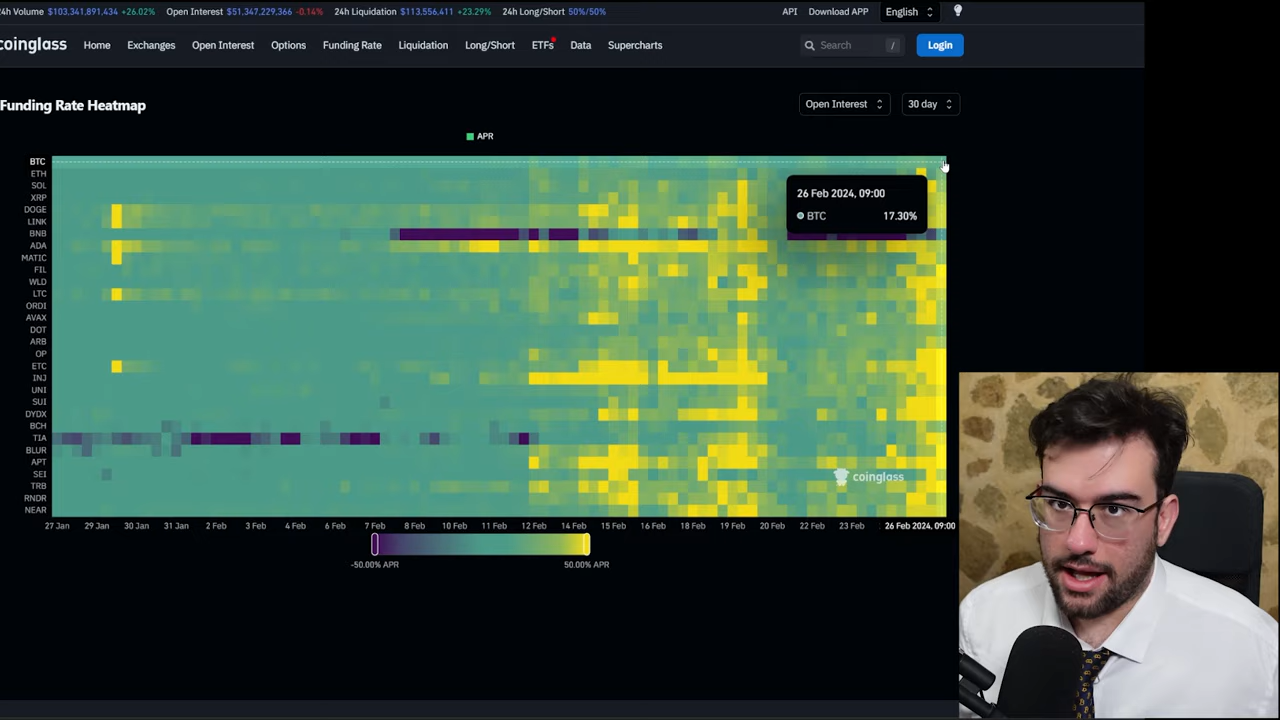 24h Volume $103,341,891,434 +26.02% Open Interest $51,347,229,366 -0.14% 24h Liquidation $113,556,411 +23.29% 24h Long/Short 50%/50% API Download APP English
coinglass Home Exchanges Open Interest Options Funding Rate Liquidation Long/Short ETFs Data Supercharts Search / Login
Funding Rate Heatmap Open Interest 30 day
APR
BTC
ETH
SOL
XRP
DOGE
LINK
BNB
ADA
MATIC
FIL
WLD
LTC
ORDI
AVAX
DOT
ARB
OP
ETC
INJ
UNI
SUI
DYDX
BCH
TIA
BLUR
APT
SEI
TRB
RNDR
NEAR
26 Feb 2024, 09:00
BTC 17.30%
coinglass
27 Jan 29 Jan 30 Jan 31 Jan 2 Feb 3 Feb 4 Feb 6 Feb 7 Feb 8 Feb 10 Feb 11 Feb 12 Feb 14 Feb 15 Feb 16 Feb 18 Feb 19 Feb 20 Feb 22 Feb 23 Feb 26 Feb 2024, 09:00
-50.00% APR 50.00% APR